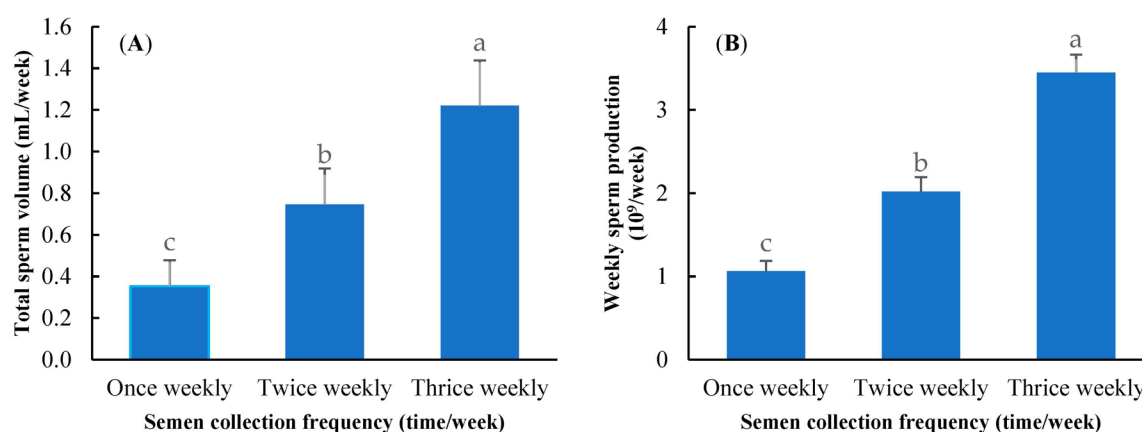 (A)
Total sperm volume (mL/week)
1.6
1.4
1.2
1.0
0.8
0.6
0.4
0.2
0.0
c
b
a
Once weekly Twice weekly Thrice weekly
Semen collection frequency (time/week)
(B)
Weekly sperm production
(10⁹/week)
4
3
2
1
0
c
b
a
Once weekly Twice weekly Thrice weekly
Semen collection frequency (time/week)